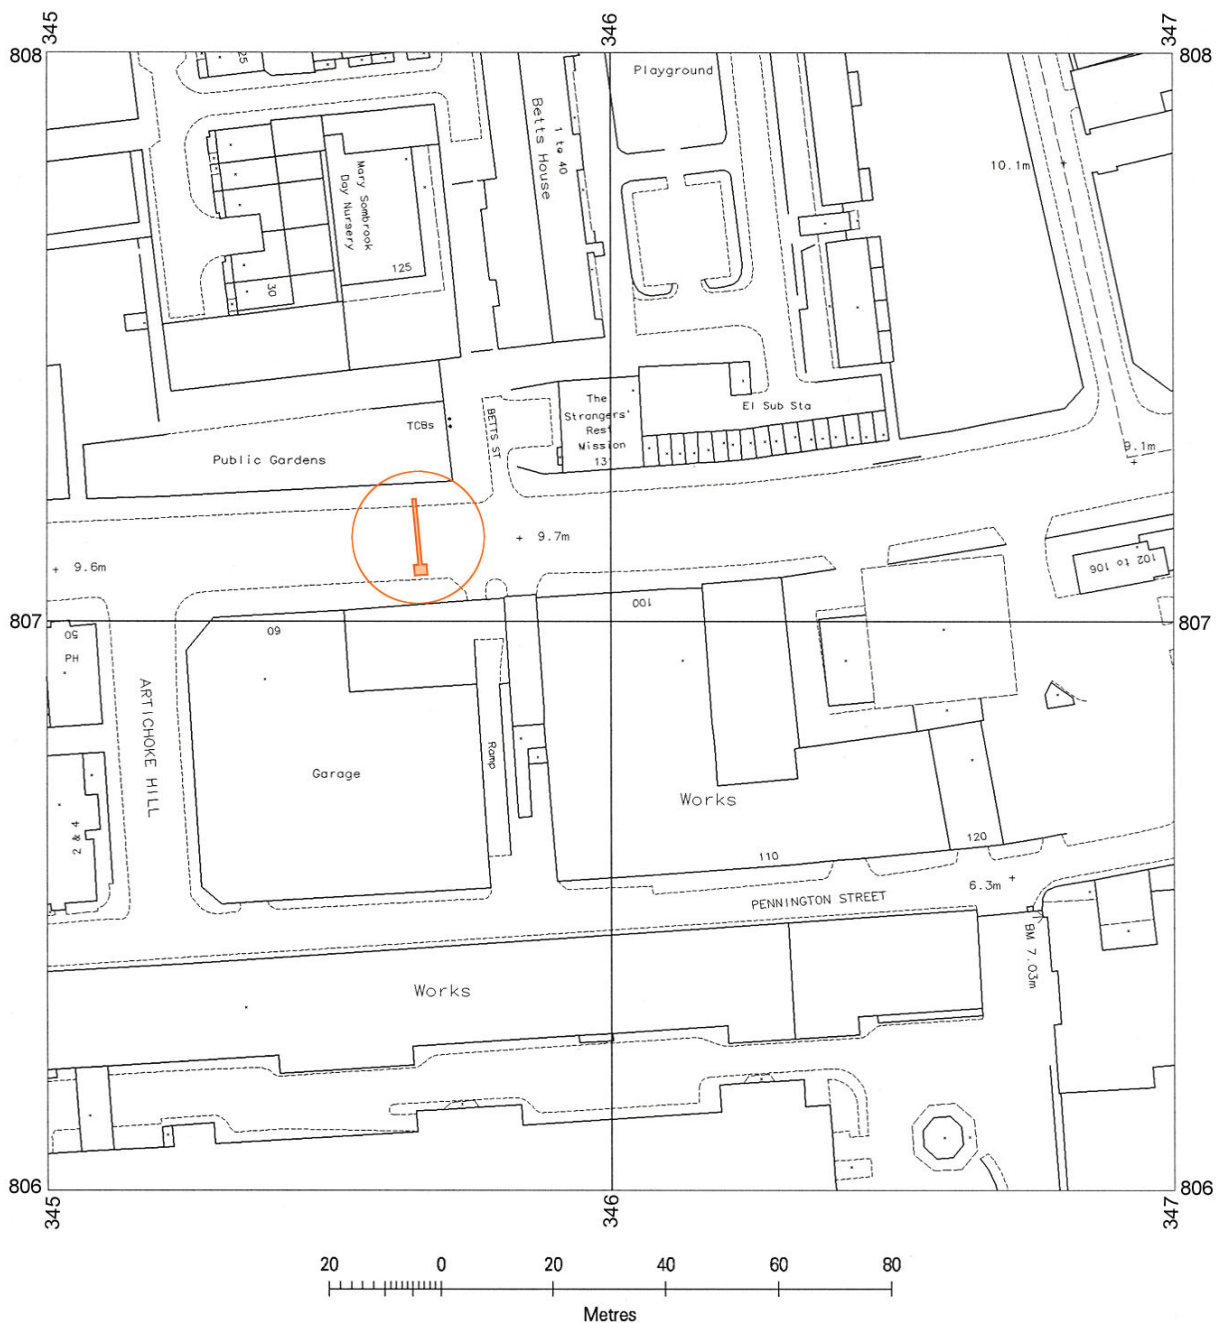 345
346
347
808
808
25
Playground
Betts House
1 to 40
10.1m
Mary Sombrook
Day Nursery
125
30
The
Strangers'
Rest
Mission
131
El Sub Sta
TCBs
BETTS ST
9.1m
Public Gardens
9.7m
9.6m
102 to 106
807
807
50
PH
60
100
ARTICHOKE HILL
Ramp
Garage
Works
2 & 4
110
120
6.3m
PENNINGTON STREET
BM 7.03m
Works
806
806
345
346
347
20
0
20
40
60
80
Metres